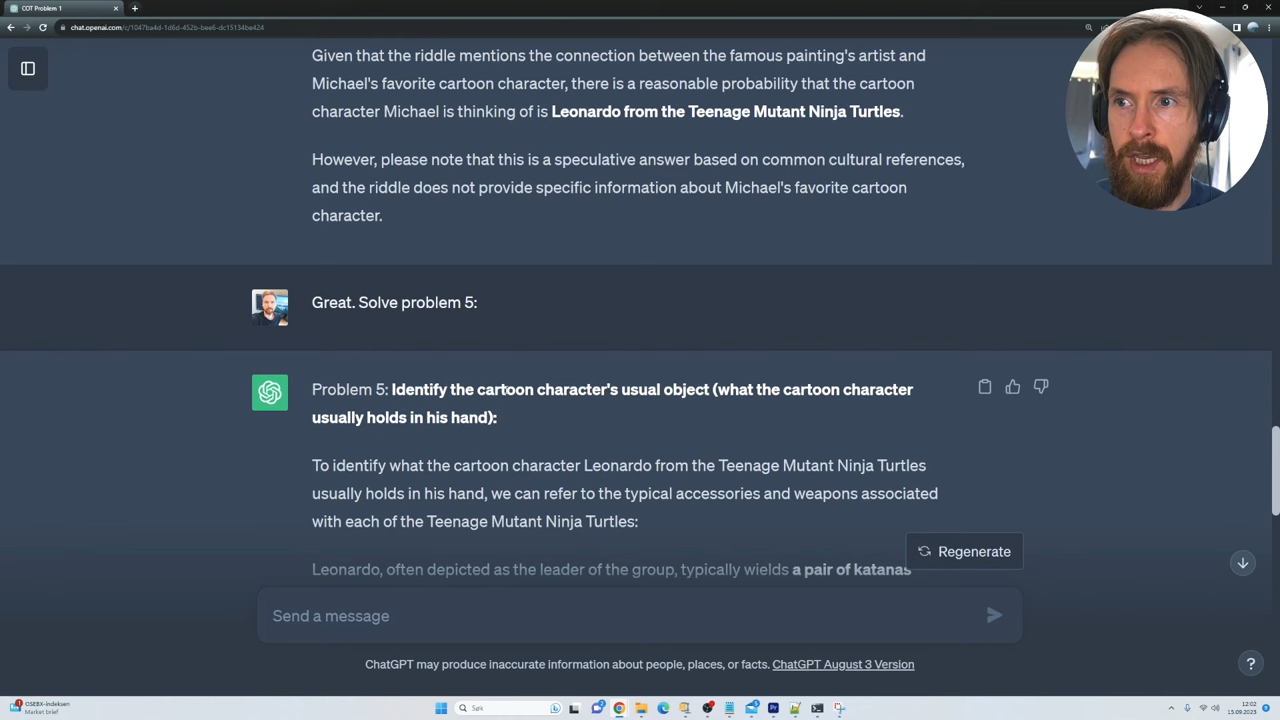 COT Problem 1
chat.openai.com/c/1047ba4d-1d6d-452b-bee6-dc15134be424
Given that the riddle mentions the connection between the famous painting's artist and
Michael's favorite cartoon character, there is a reasonable probability that the cartoon
character Michael is thinking of is Leonardo from the Teenage Mutant Ninja Turtles.
However, please note that this is a speculative answer based on common cultural references,
and the riddle does not provide specific information about Michael's favorite cartoon
character.
Great. Solve problem 5:
Problem 5: Identify the cartoon character's usual object (what the cartoon character
usually holds in his hand):
To identify what the cartoon character Leonardo from the Teenage Mutant Ninja Turtles
usually holds in his hand, we can refer to the typical accessories and weapons associated
with each of the Teenage Mutant Ninja Turtles:
Regenerate
Leonardo, often depicted as the leader of the group, typically wields a pair of katanas
Send a message
ChatGPT may produce inaccurate information about people, places, or facts. ChatGPT August 3 Version
?
OSEBX-indeksen
Market brief
Søk
12:02
15.09.2023